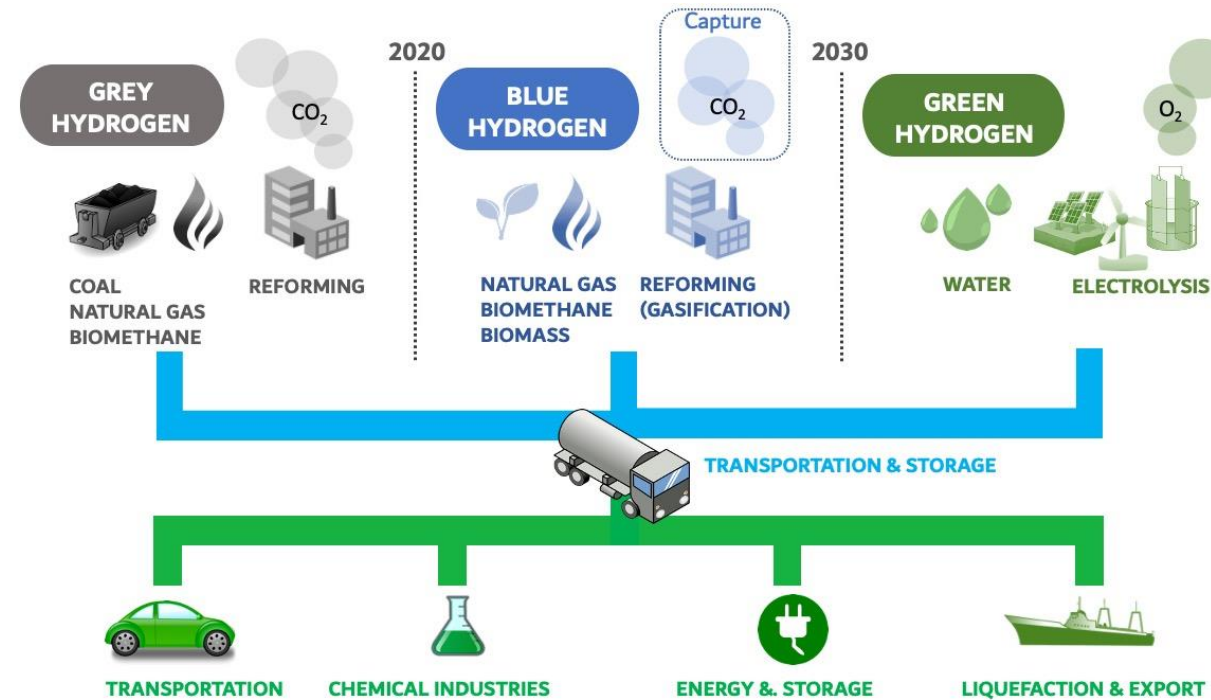 GREY
HYDROGEN
CO₂
2020
BLUE
HYDROGEN
Capture
CO₂
2030
GREEN
HYDROGEN
O₂
COAL
NATURAL GAS
BIOMETHANE
REFORMING
NATURAL GAS
BIOMETHANE
BIOMASS
REFORMING
(GASIFICATION)
WATER
ELECTROLYSIS
TRANSPORTATION & STORAGE
TRANSPORTATION
CHEMICAL INDUSTRIES
ENERGY &. STORAGE
LIQUEFACTION & EXPORT